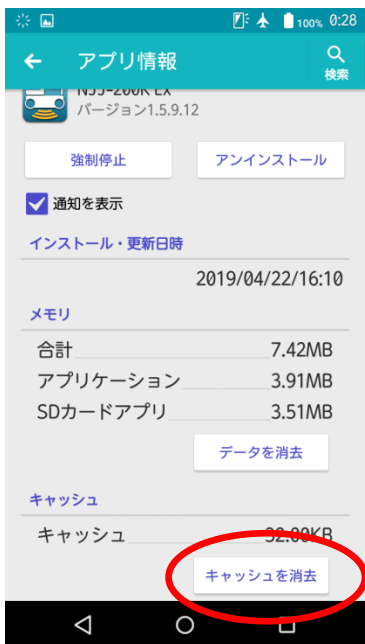 100% 0:28
アプリ情報
検索
NJJ-200K EX
バージョン1.5.9.12
強制停止 アンインストール
通知を表示
インストール・更新日時
2019/04/22/16:10
メモリ
合計 7.42MB
アプリケーション 3.91MB
SDカードアプリ 3.51MB
データを消去
キャッシュ
キャッシュ 32.00KB
キャッシュを消去